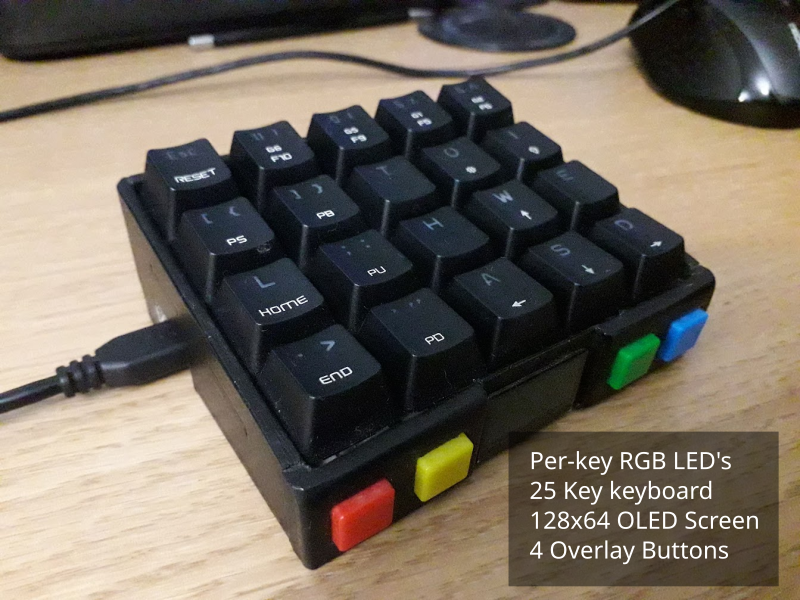 Esc
RESET
G6
F10
G5
F9
G1
F5
[ {
PS
] }
PB
T
O
: ;
PU
H
W
E
L
HOME
" '
PD
A
S
D
>
END
Per-key RGB LED's
25 Key keyboard
128x64 OLED Screen
4 Overlay Buttons